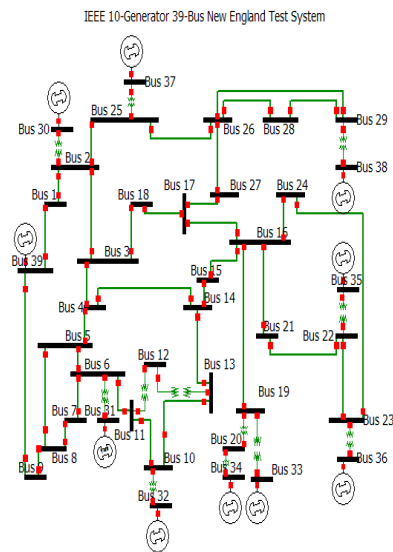 IEEE 10-Generator 39-Bus New England Test System
Bus 37
Bus 25
Bus 30
Bus 26
Bus 28
Bus 29
Bus 2
Bus 38
Bus 1
Bus 18
Bus 17
Bus 27
Bus 24
Bus 39
Bus 3
Bus 15
Bus 16
Bus 35
Bus 4
Bus 14
Bus 5
Bus 21
Bus 22
Bus 6
Bus 12
Bus 13
Bus 7
Bus 31
Bus 11
Bus 19
Bus 23
Bus 8
Bus 9
Bus 10
Bus 20
Bus 34
Bus 33
Bus 36
Bus 32